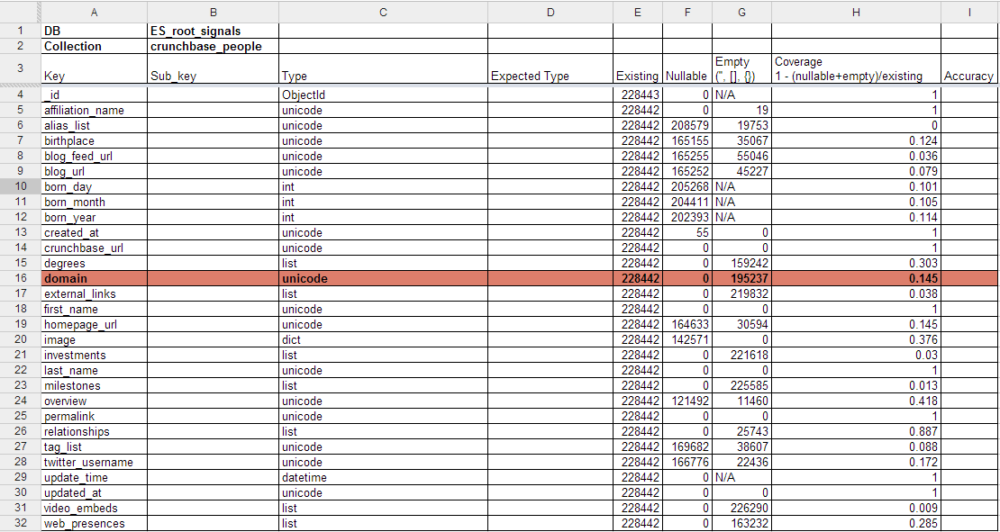 A B C D E F G H I
1 DB ES_root_signals
2 Collection crunchbase_people
3 Key Sub_key Type Expected Type Existing Nullable Empty ('', [], {}) Coverage 1 - (nullable+empty)/existing Accuracy
4 _id ObjectId 228443 0 N/A 1
5 affiliation_name unicode 228442 0 19 1
6 alias_list unicode 228442 208579 19753 0
7 birthplace unicode 228442 165155 35067 0.124
8 blog_feed_url unicode 228442 165255 55046 0.036
9 blog_url unicode 228442 165252 45227 0.079
10 born_day int 228442 205268 N/A 0.101
11 born_month int 228442 204411 N/A 0.105
12 born_year int 228442 202393 N/A 0.114
13 created_at unicode 228442 55 0 1
14 crunchbase_url unicode 228442 0 0 1
15 degrees list 228442 0 159242 0.303
16 domain unicode 228442 0 195237 0.145
17 external_links list 228442 0 219832 0.038
18 first_name unicode 228442 0 0 1
19 homepage_url unicode 228442 164633 30594 0.145
20 image dict 228442 142571 0 0.376
21 investments list 228442 0 221618 0.03
22 last_name unicode 228442 0 0 1
23 milestones list 228442 0 225585 0.013
24 overview unicode 228442 121492 11460 0.418
25 permalink unicode 228442 0 0 1
26 relationships list 228442 0 25743 0.887
27 tag_list unicode 228442 169682 38607 0.088
28 twitter_username unicode 228442 166776 22436 0.172
29 update_time datetime 228442 0 N/A 1
30 updated_at unicode 228442 0 0 1
31 video_embeds list 228442 0 226290 0.009
32 web_presences list 228442 0 163232 0.285